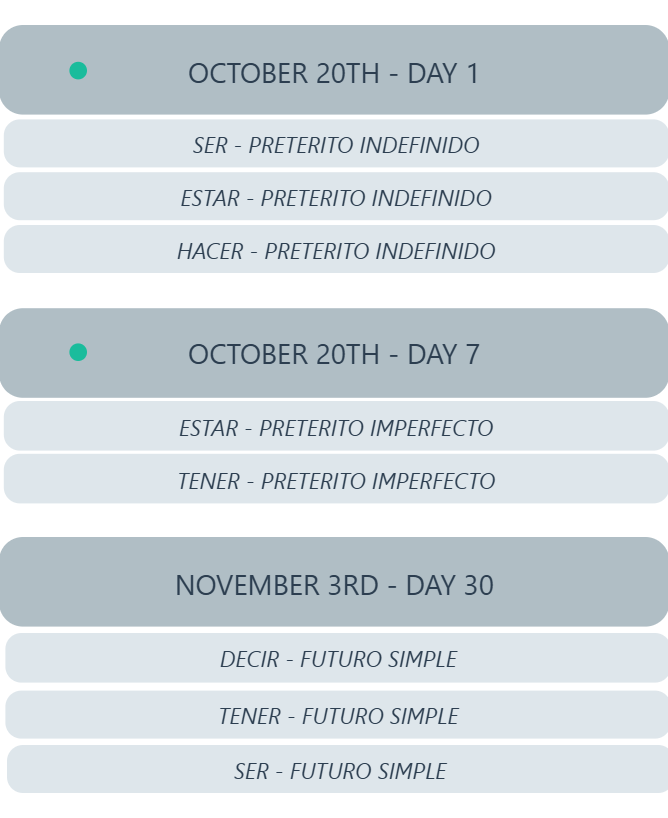 OCTOBER 20TH - DAY 1
SER - PRETERITO INDEFINIDO
ESTAR - PRETERITO INDEFINIDO
HACER - PRETERITO INDEFINIDO
OCTOBER 20TH - DAY 7
ESTAR - PRETERITO IMPERFECTO
TENER - PRETERITO IMPERFECTO
NOVEMBER 3RD - DAY 30
DECIR - FUTURO SIMPLE
TENER - FUTURO SIMPLE
SER - FUTURO SIMPLE